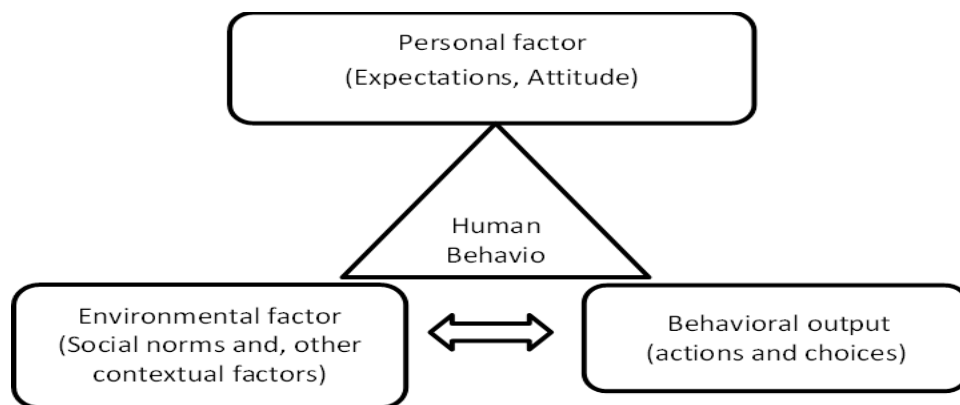 Personal factor
(Expectations, Attitude)
Human
Behavio
Environmental factor
(Social norms and, other
contextual factors)
Behavioral output
(actions and choices)